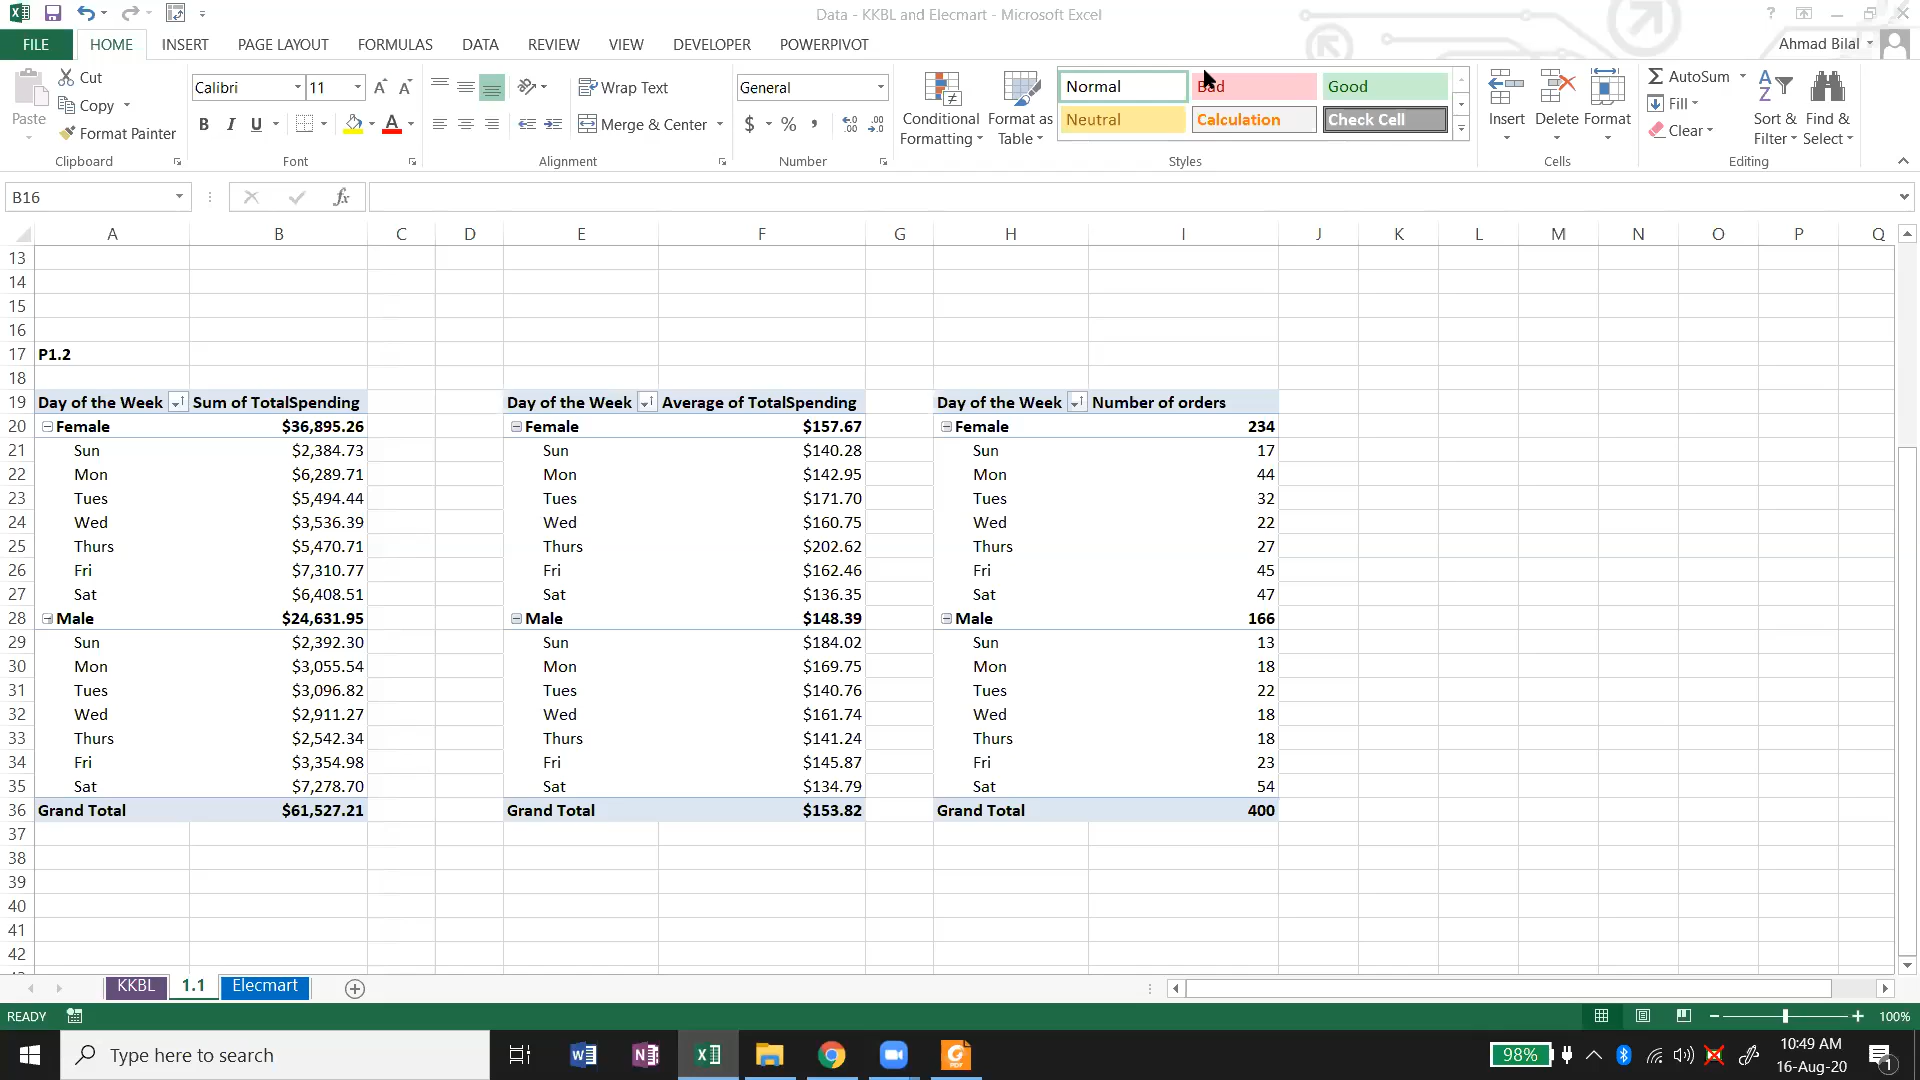 Data - KKBL and Elecmart - Microsoft Excel
FILE HOME INSERT PAGE LAYOUT FORMULAS DATA REVIEW VIEW DEVELOPER POWERPIVOT Ahmad Bilal
Paste
Cut
Copy
Format Painter
Clipboard
Calibri 11
B I U
Font
Wrap Text
Merge & Center
Alignment
General
$ % ,
Number
Conditional Formatting
Format as Table
Normal Bad Good
Neutral Calculation Check Cell
Styles
Insert Delete Format
Cells
AutoSum
Fill
Clear
Sort & Filter
Find & Select
Editing
B16 fx
A B C D E F G H I J K L M N O P Q
13
14
15
16
17 P1.2
18
19 Day of the Week Sum of TotalSpending Day of the Week Average of TotalSpending Day of the Week Number of orders
20 Female $36,895.26 Female $157.67 Female 234
21 Sun $2,384.73 Sun $140.28 Sun 17
22 Mon $6,289.71 Mon $142.95 Mon 44
23 Tues $5,494.44 Tues $171.70 Tues 32
24 Wed $3,536.39 Wed $160.75 Wed 22
25 Thurs $5,470.71 Thurs $202.62 Thurs 27
26 Fri $7,310.77 Fri $162.46 Fri 45
27 Sat $6,408.51 Sat $136.35 Sat 47
28 Male $24,631.95 Male $148.39 Male 166
29 Sun $2,392.30 Sun $184.02 Sun 13
30 Mon $3,055.54 Mon $169.75 Mon 18
31 Tues $3,096.82 Tues $140.76 Tues 22
32 Wed $2,911.27 Wed $161.74 Wed 18
33 Thurs $2,542.34 Thurs $141.24 Thurs 18
34 Fri $3,354.98 Fri $145.87 Fri 23
35 Sat $7,278.70 Sat $134.79 Sat 54
36 Grand Total $61,527.21 Grand Total $153.82 Grand Total 400
37
38
39
40
41
42
KKBL 1.1 Elecmart
READY 100%
Type here to search 98% 10:49 AM
16-Aug-20 1